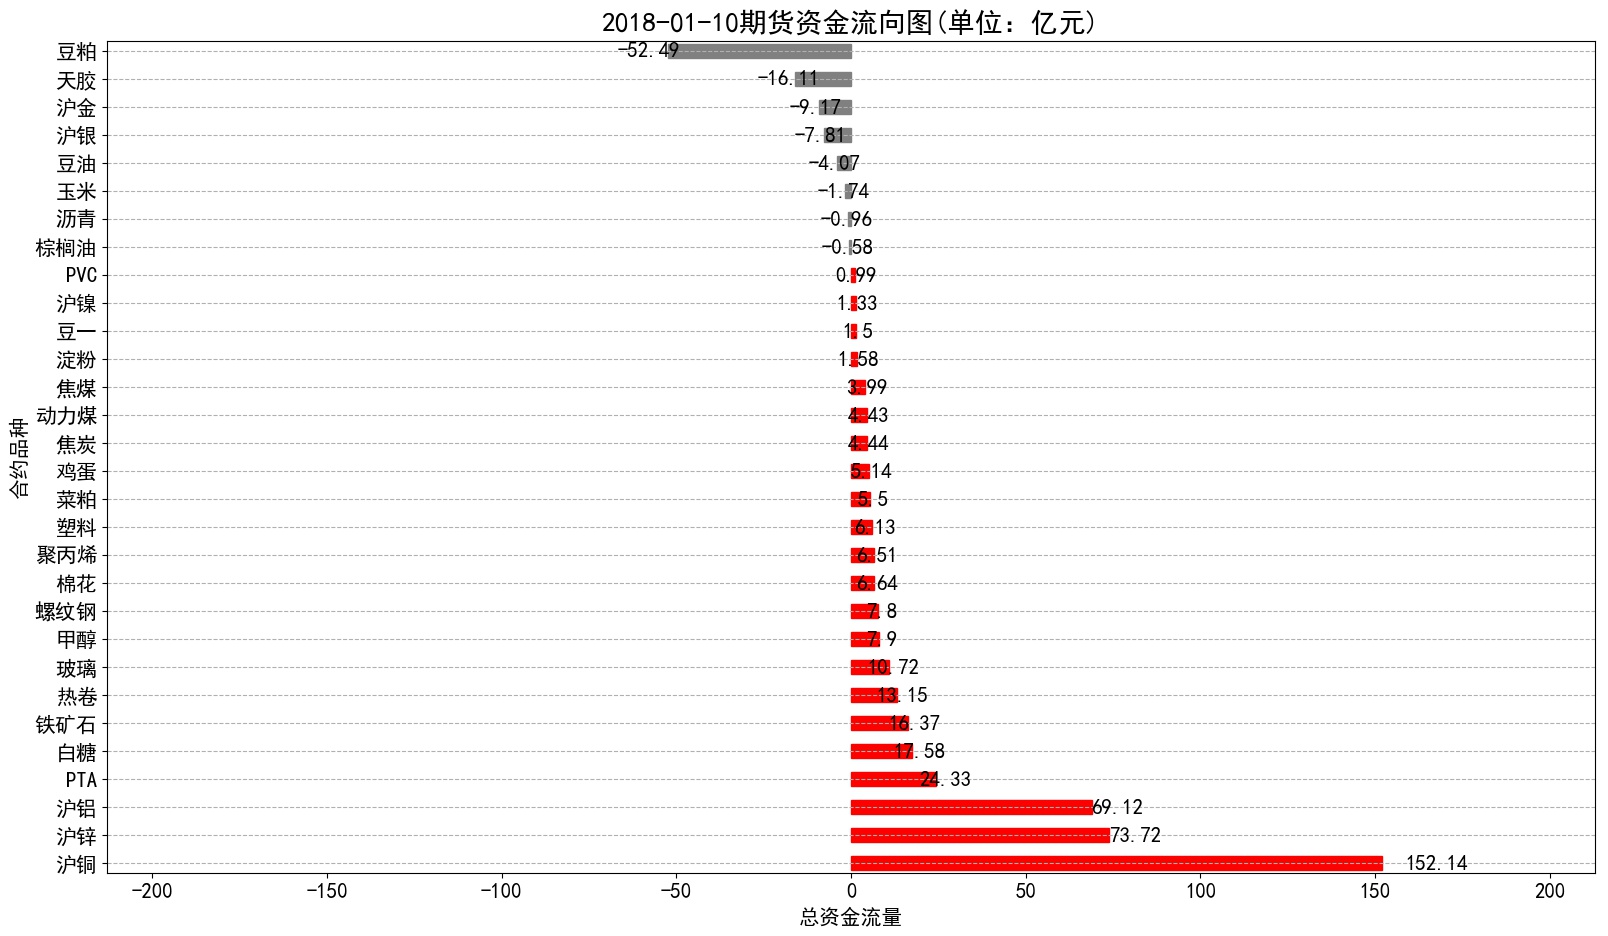 2018-01-10期货资金流向图(单位：亿元)
合约品种
豆粕 -52.49
天胶 -16.11
沪金 -9.17
沪银 -7.81
豆油 -4.07
玉米 -1.74
沥青 -0.96
棕榈油 -0.58
PVC 0.99
沪镍 1.33
豆一 1.5
淀粉 1.58
焦煤 3.99
动力煤 4.43
焦炭 4.44
鸡蛋 5.14
菜粕 5.5
塑料 6.13
聚丙烯 6.51
棉花 6.64
螺纹钢 7.8
甲醇 7.9
玻璃 10.72
热卷 13.15
铁矿石 16.37
白糖 17.58
PTA 24.33
沪铝 69.12
沪锌 73.72
沪铜 152.14
-200 -150 -100 -50 0 50 100 150 200
总资金流量